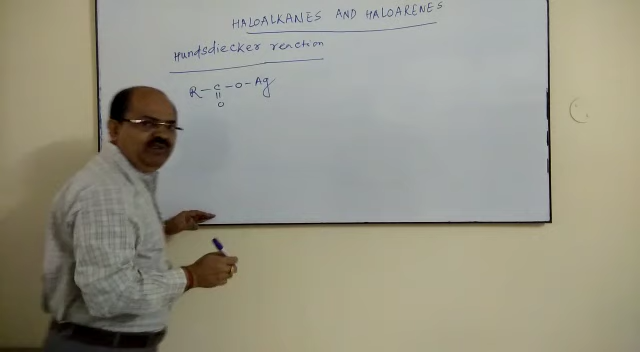 HALOALKANES AND HALOARENES
Hundsdiecker reaction
R — C — O — Ag
O